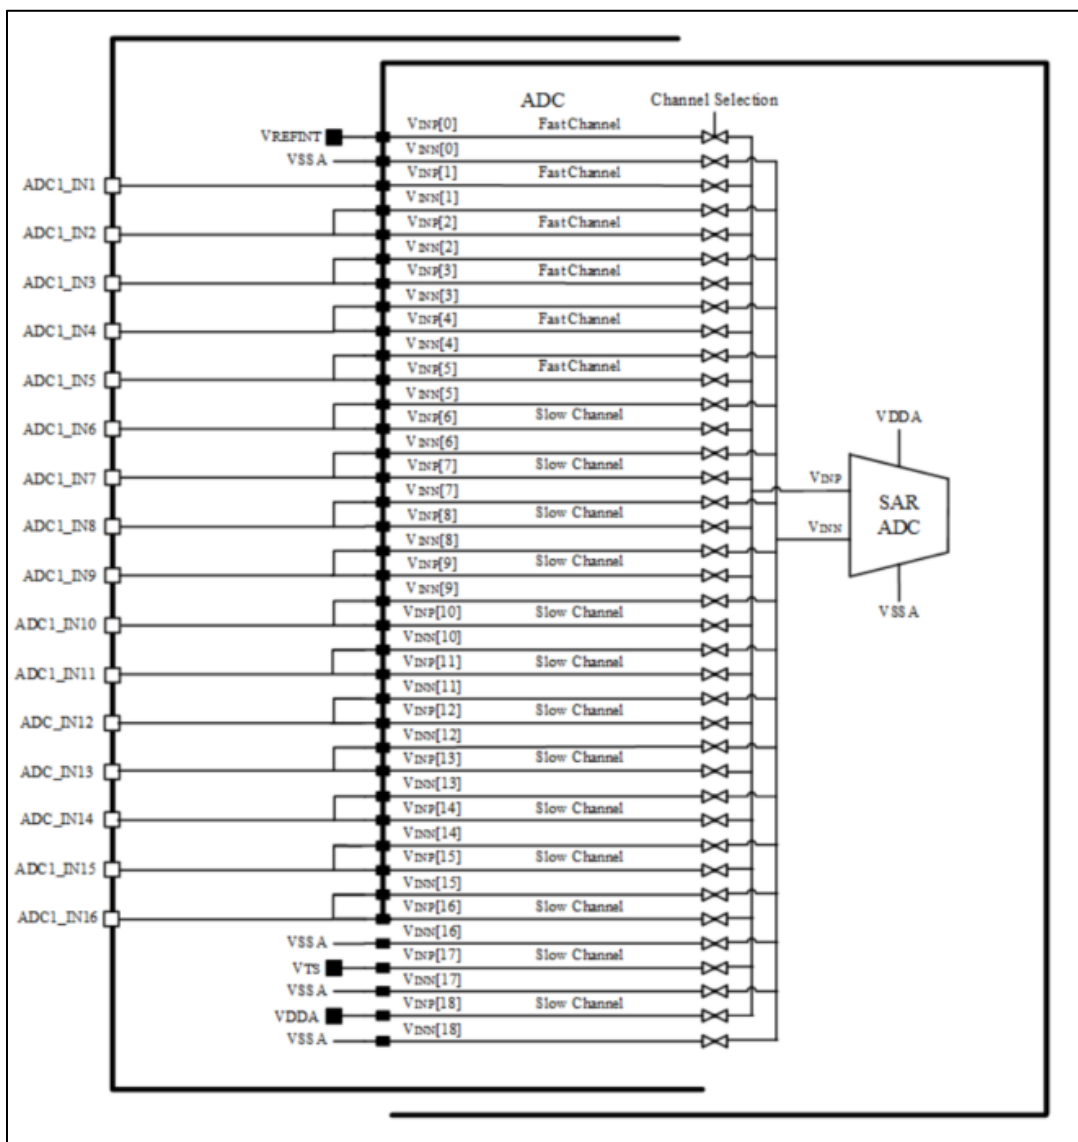 ADC
Channel Selection
VINP[0]
Fast Channel
VREFINT
VINN[0]
VSSA
VINP[1]
Fast Channel
ADC1_IN1
VINN[1]
VINP[2]
Fast Channel
ADC1_IN2
VINN[2]
VINP[3]
Fast Channel
ADC1_IN3
VINN[3]
VINP[4]
Fast Channel
ADC1_IN4
VINN[4]
VINP[5]
Fast Channel
ADC1_IN5
VINN[5]
VINP[6]
Slow Channel
ADC1_IN6
VINN[6]
VINP[7]
Slow Channel
ADC1_IN7
VINN[7]
VINP[8]
Slow Channel
ADC1_IN8
VINN[8]
VINP[9]
Slow Channel
ADC1_IN9
VINN[9]
VINP[10]
Slow Channel
ADC1_IN10
VINN[10]
VINP[11]
Slow Channel
ADC1_IN11
VINN[11]
VINP[12]
Slow Channel
ADC_IN12
VINN[12]
VINP[13]
Slow Channel
ADC_IN13
VINN[13]
VINP[14]
Slow Channel
ADC_IN14
VINN[14]
VINP[15]
Slow Channel
ADC1_IN15
VINN[15]
VINP[16]
Slow Channel
ADC1_IN16
VINN[16]
VSSA
VINP[17]
Slow Channel
VTS
VINN[17]
VSSA
VINP[18]
Slow Channel
VDDA
VINN[18]
VSSA
VDDA
VINP
SAR
ADC
VINN
VSSA